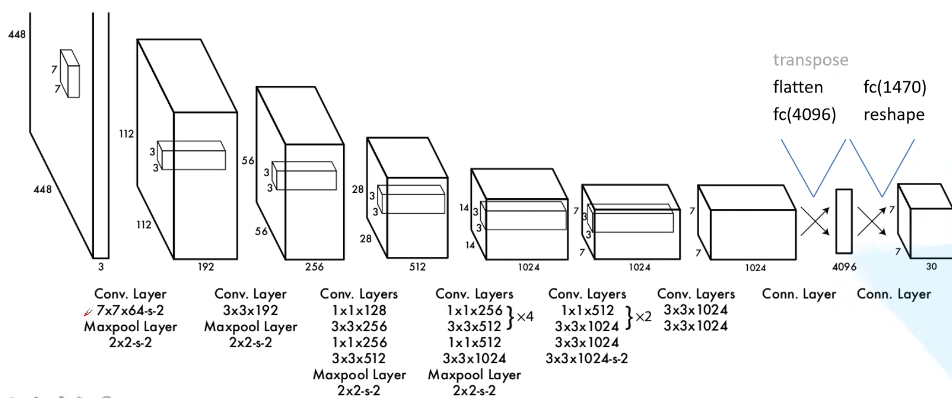 448
7
7
448
3
112
3
3
112
192
56
3
3
56
256
28
3
3
28
512
14
3
3
14
1024
7
3
3
7
1024
7
7
1024
transpose
flatten
fc(4096)
fc(1470)
reshape
4096
7
7
30
Conv. Layer
7x7x64-s-2
Maxpool Layer
2x2-s-2
Conv. Layer
3x3x192
Maxpool Layer
2x2-s-2
Conv. Layers
1x1x128
3x3x256
1x1x256
3x3x512
Maxpool Layer
2x2-s-2
Conv. Layers
1x1x256
3x3x512
}×4
1x1x512
3x3x1024
Maxpool Layer
2x2-s-2
Conv. Layers
1x1x512
3x3x1024
}×2
3x3x1024
3x3x1024-s-2
Conv. Layers
3x3x1024
3x3x1024
Conn. Layer
Conn. Layer